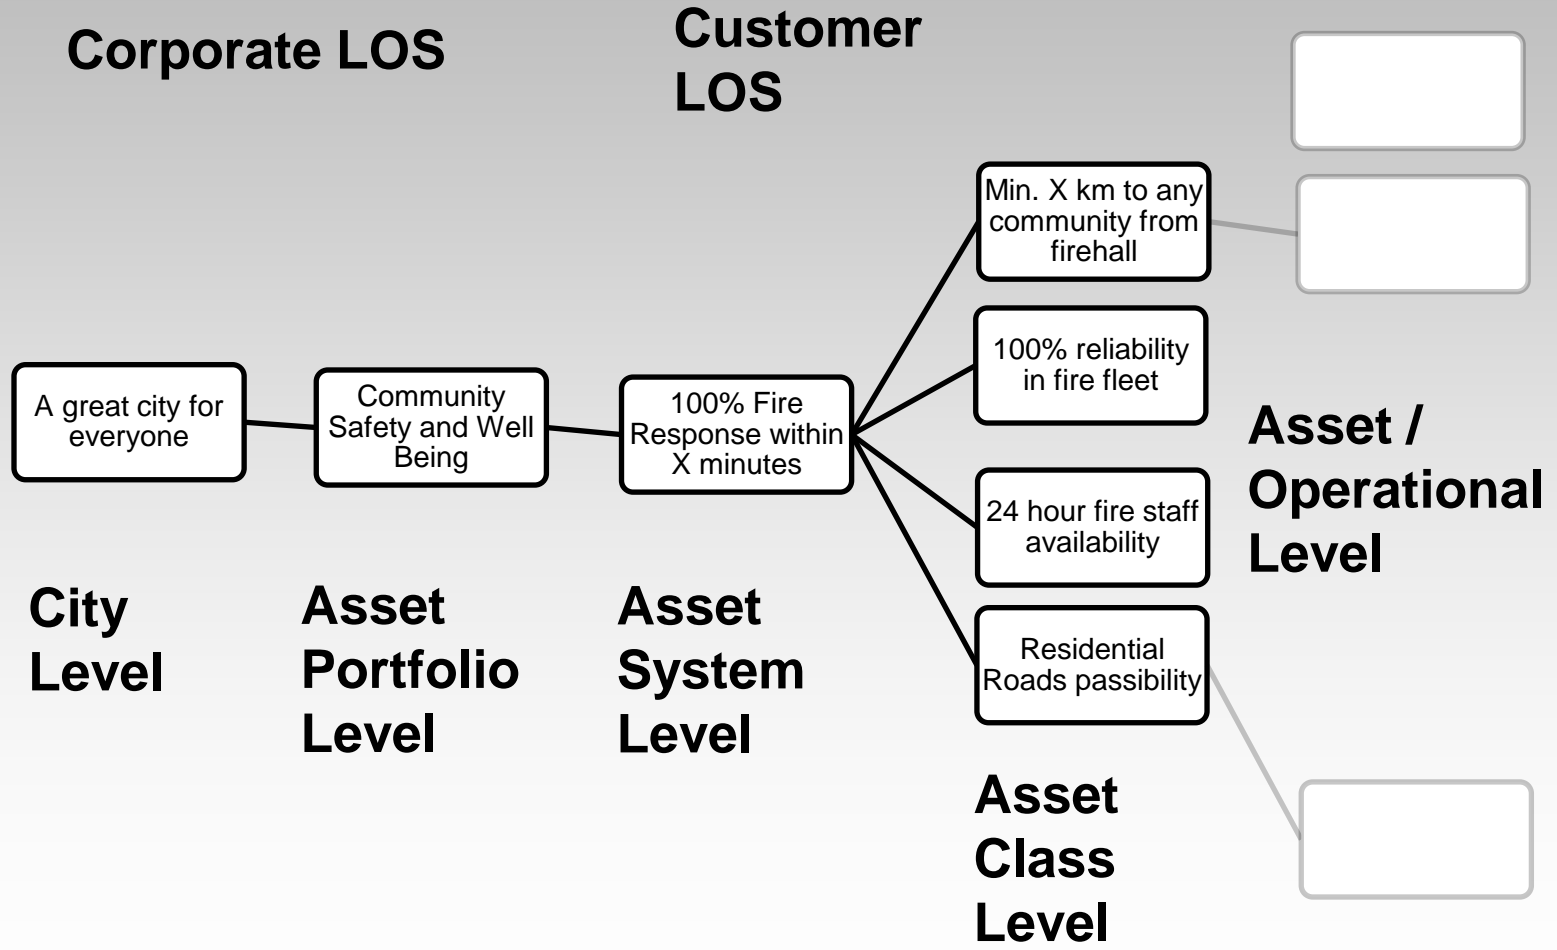 Corporate LOS
Customer
LOS
Min. X km to any
community from
firehall
100% reliability
in fire fleet
A great city for
everyone
Community
Safety and Well
Being
100% Fire
Response within
X minutes
24 hour fire staff
availability
Residential
Roads passibility
Asset /
Operational
Level
City
Level
Asset
Portfolio
Level
Asset
System
Level
Asset
Class
Level